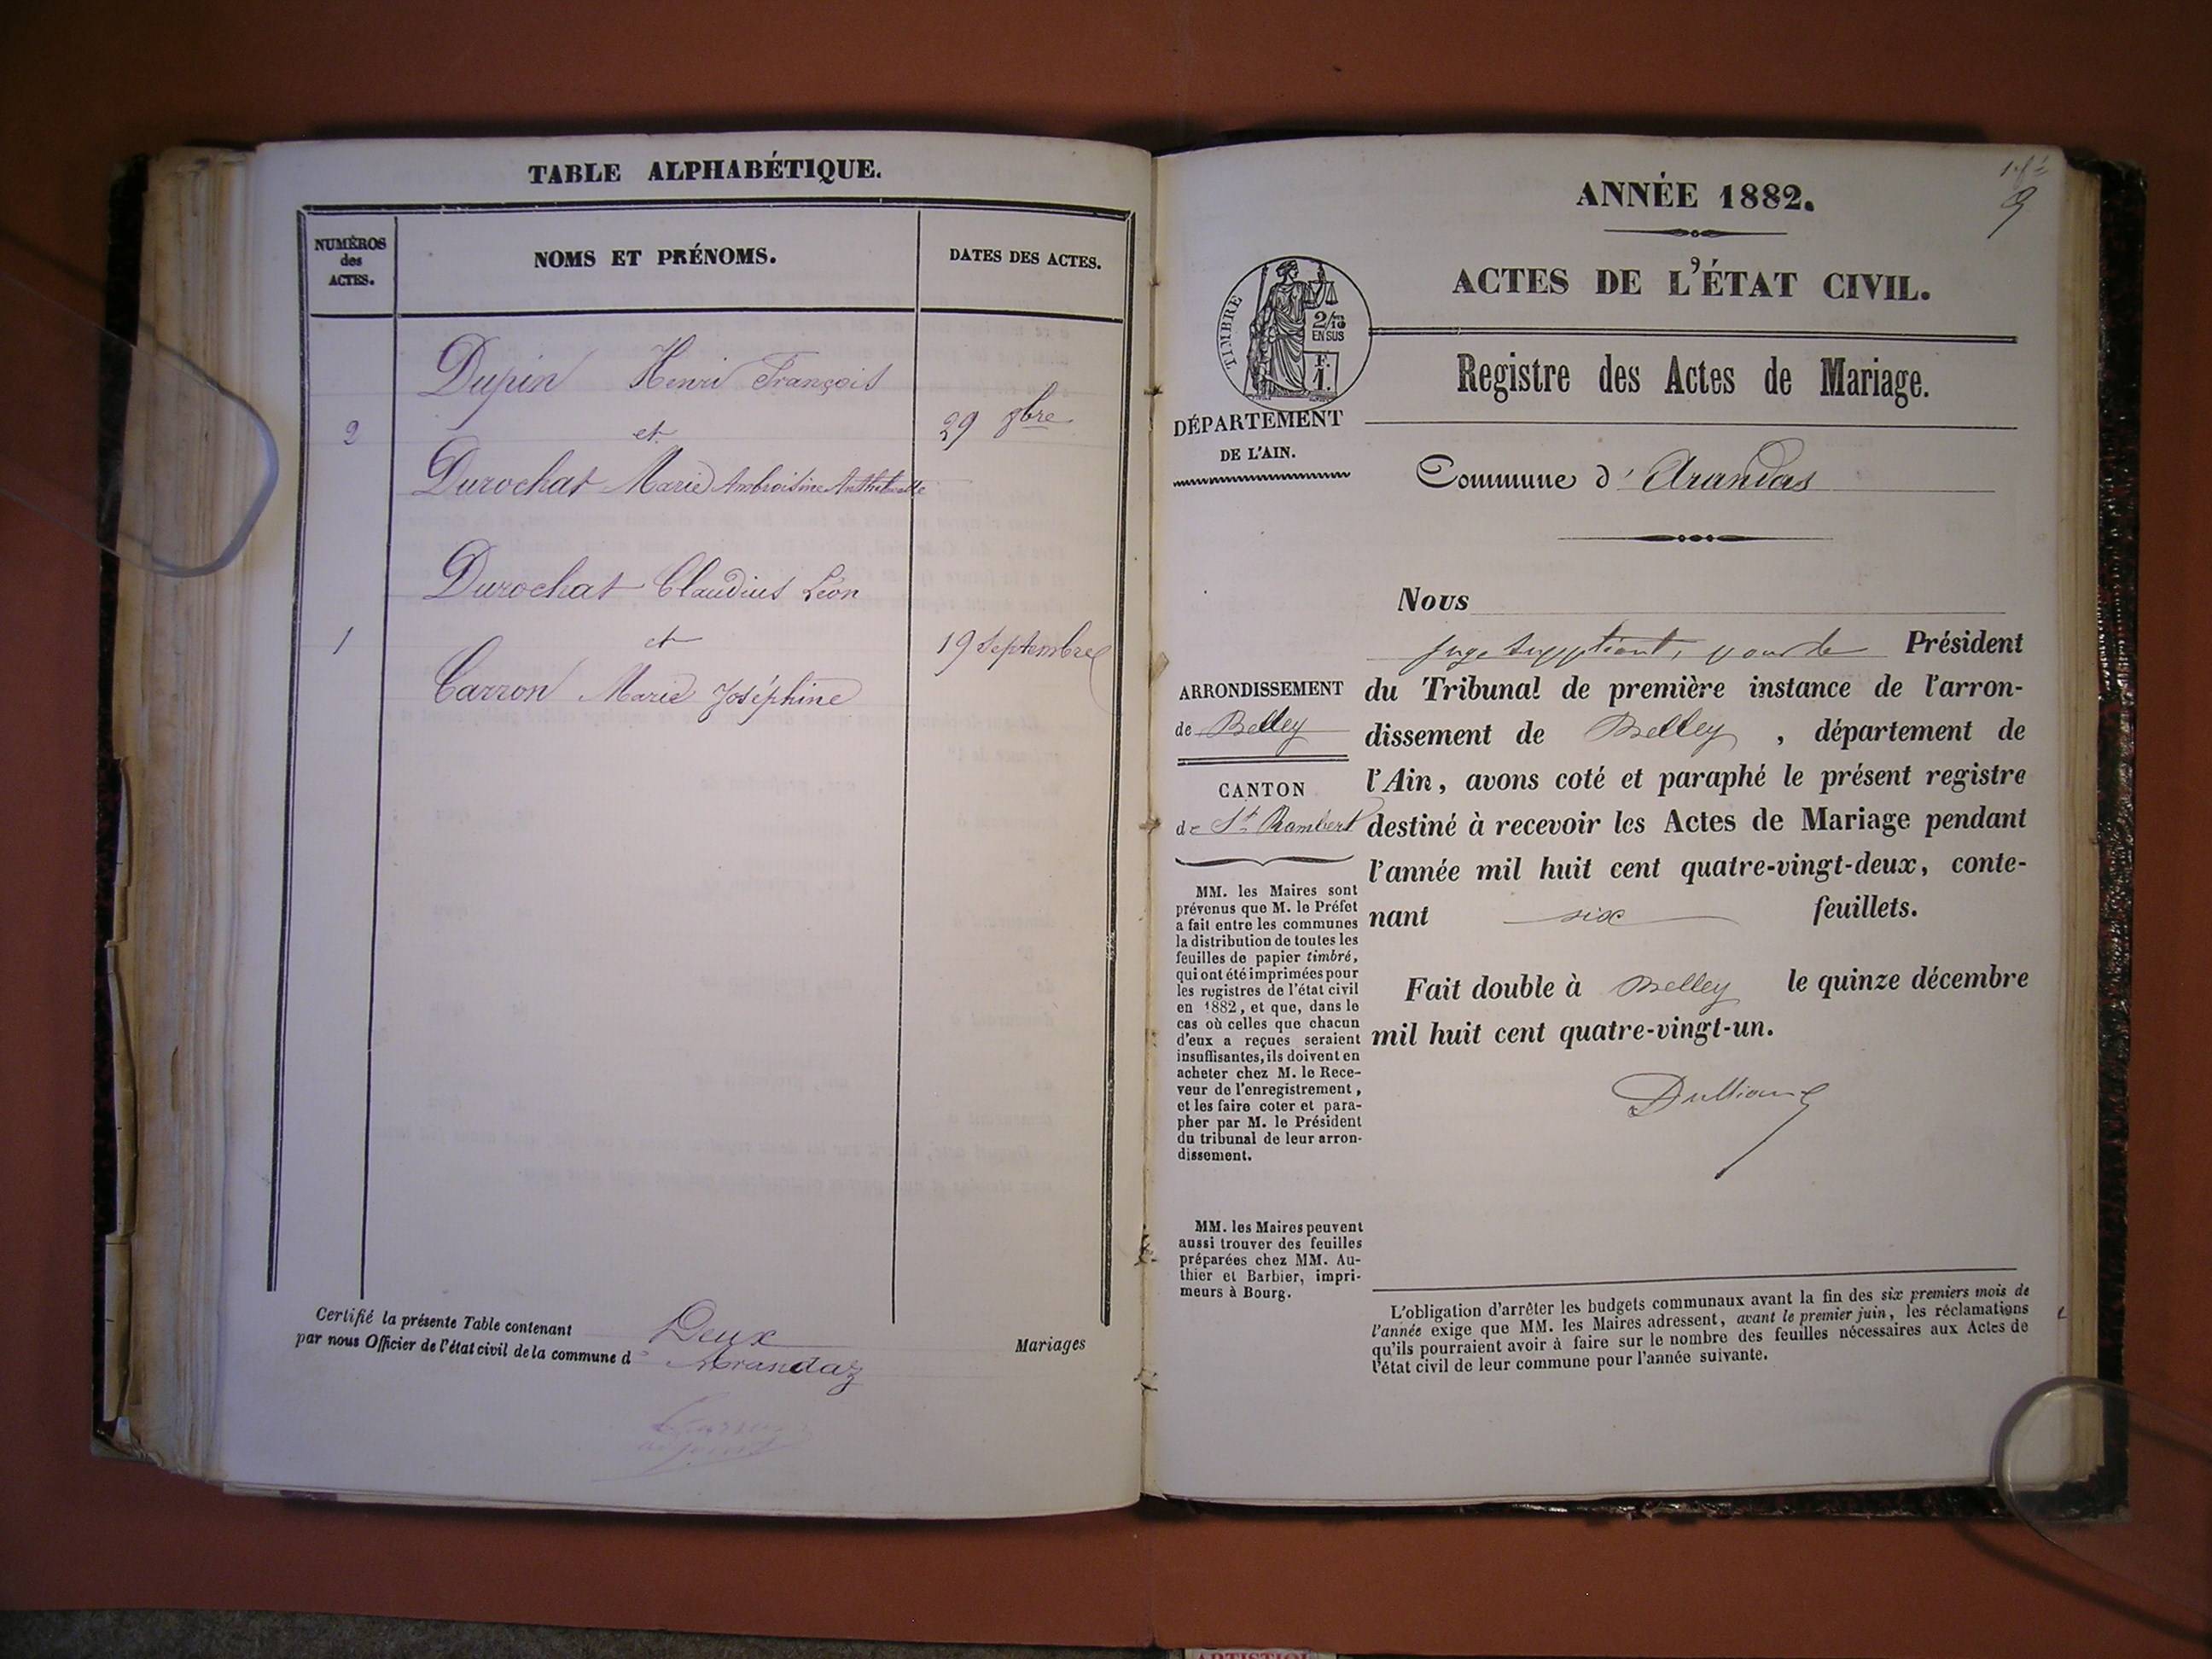 TABLE ALPHABÉTIQUE.
NUMÉROS
des
ACTES.
NOMS ET PRÉNOMS.
DATES DES ACTES.
Dupin Henri François
2 et 29 9bre
Durochat Marie Ambroisine Anthelmette
Durochat Claudius Léon
1 et 19 Septembre
Carron Marie Joséphine
Certifié la présente Table contenant Deux Mariages
par nous Officier de l'état civil de la commune d' Arandaz
adjoint
ANNÉE 1882.
9
ACTES DE L'ÉTAT CIVIL.
TIMBRE
2/10
EN SUS
F.
1.
Registre des Actes de Mariage.
DÉPARTEMENT
DE L'AIN.
Commune d' Arandas
Nous
juge suppléant, pour le Président
du Tribunal de première instance de l'arron-
dissement de Belley, département de
l'Ain, avons coté et paraphé le présent registre
destiné à recevoir les Actes de Mariage pendant
l'année mil huit cent quatre-vingt-deux, conte-
nant six feuillets.
Fait double à Belley le quinze décembre
mil huit cent quatre-vingt-un.
ARRONDISSEMENT
de Belley
CANTON
de St Rambert
MM. les Maires sont
prévenus que M. le Préfet
a fait entre les communes
la distribution de toutes les
feuilles de papier timbré,
qui ont été imprimées pour
les registres de l'état civil
en 1882, et que, dans le
cas où celles que chacun
d'eux a reçues seraient
insuffisantes, ils doivent en
acheter chez M. le Rece-
veur de l'enregistrement,
et les faire coter et para-
pher par M. le Président
du tribunal de leur arron-
dissement.
MM. les Maires peuvent
aussi trouver des feuilles
préparées chez MM. Au-
thier et Barbier, impri-
meurs à Bourg.
L'obligation d'arrêter les budgets communaux avant la fin des six premiers mois de
l'année exige que MM. les Maires adressent, avant le premier juin, les réclamations
qu'ils pourraient avoir à faire sur le nombre des feuilles nécessaires aux Actes de
l'état civil de leur commune pour l'année suivante.